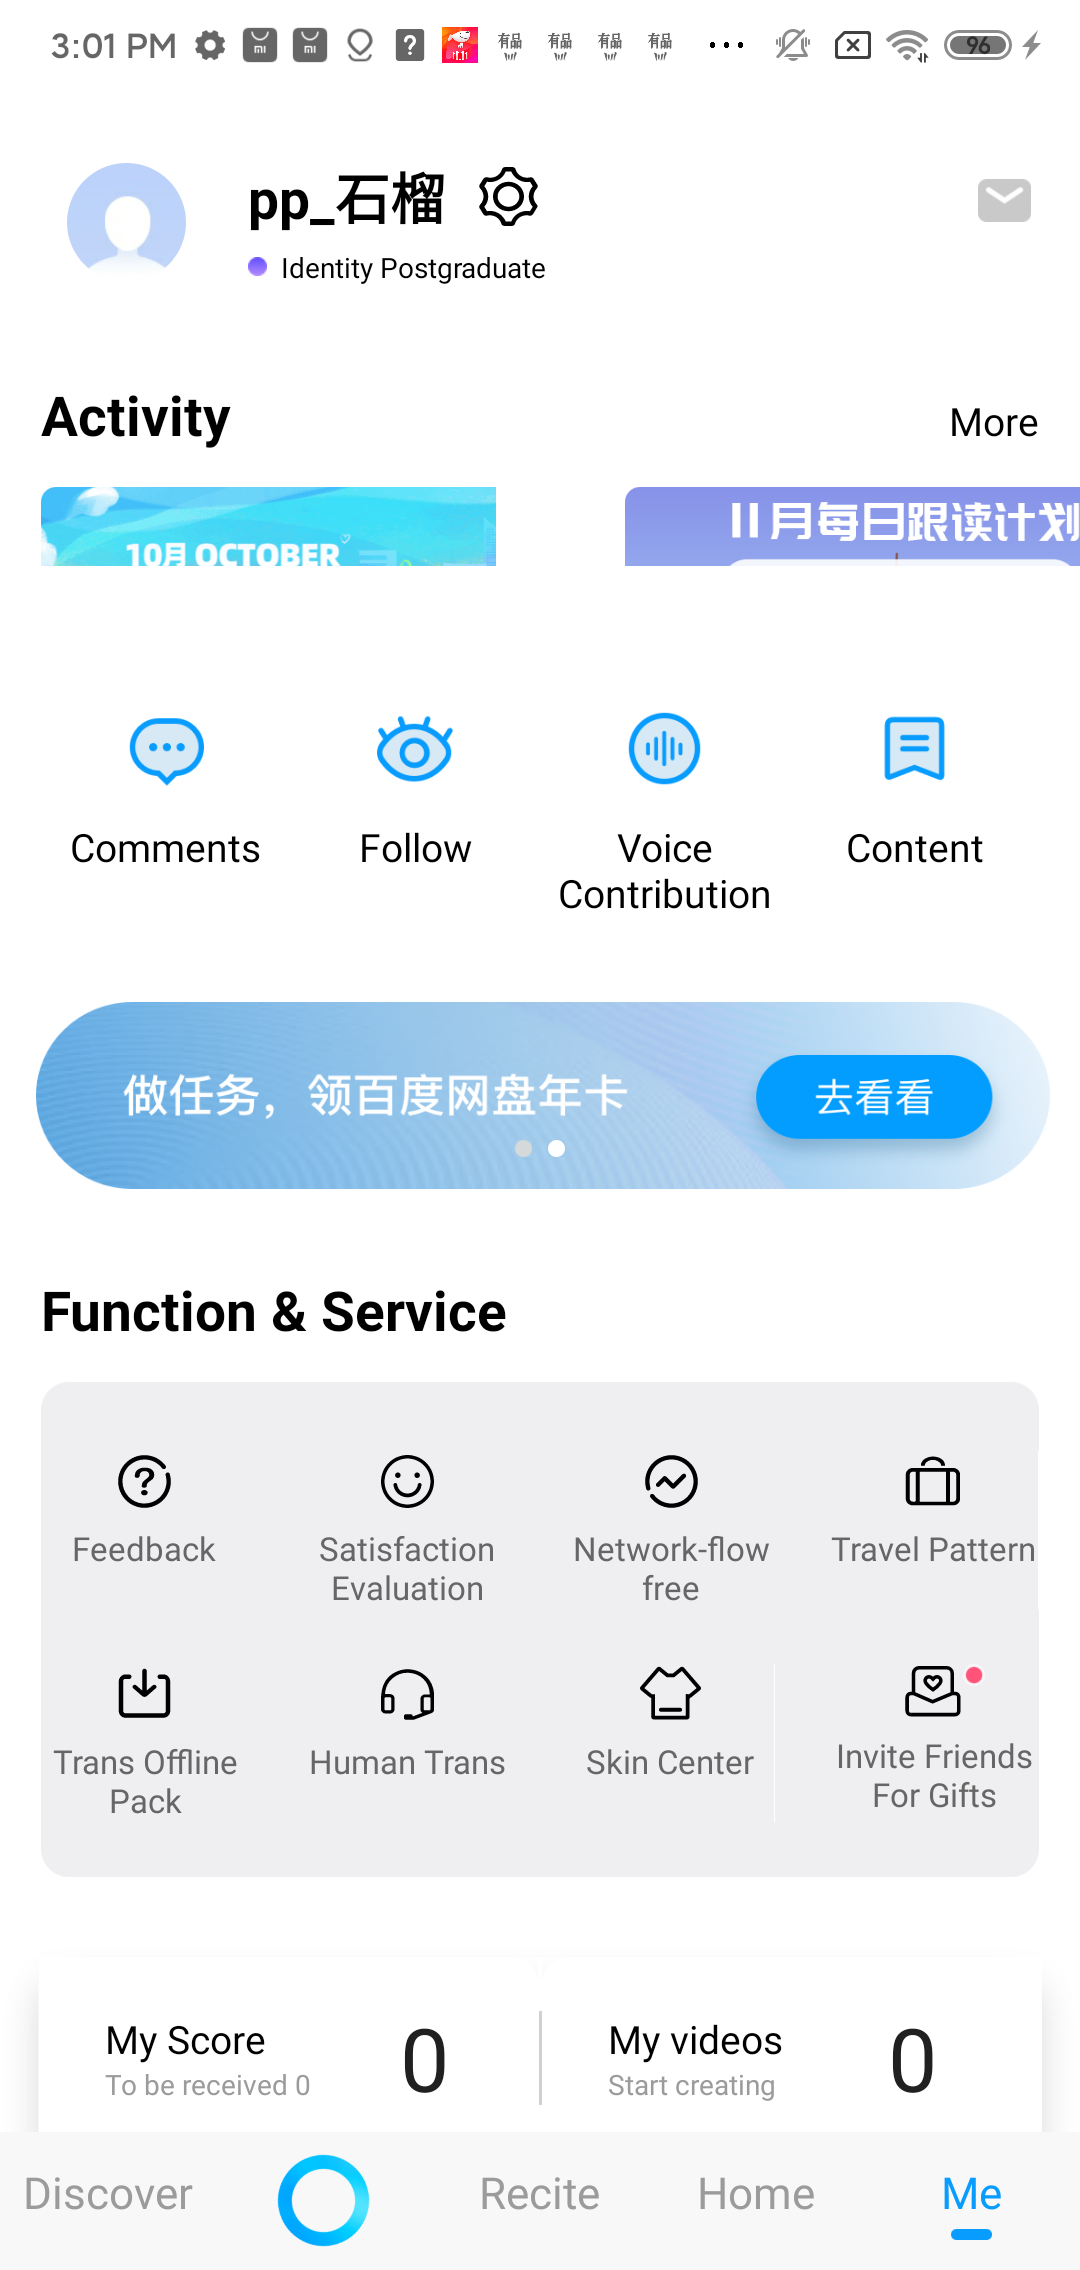 3:01 PM
96
pp_石榴
Identity Postgraduate
Activity
More
10月 OCTOBER
11月每日跟读计划
Comments
Follow
Voice
Contribution
Content
做任务，领百度网盘年卡
去看看
Function & Service
Feedback
Satisfaction
Evaluation
Network-flow
free
Travel Pattern
Trans Offline
Pack
Human Trans
Skin Center
Invite Friends
For Gifts
My Score
0
To be received 0
My videos
0
Start creating
Discover
Recite
Home
Me